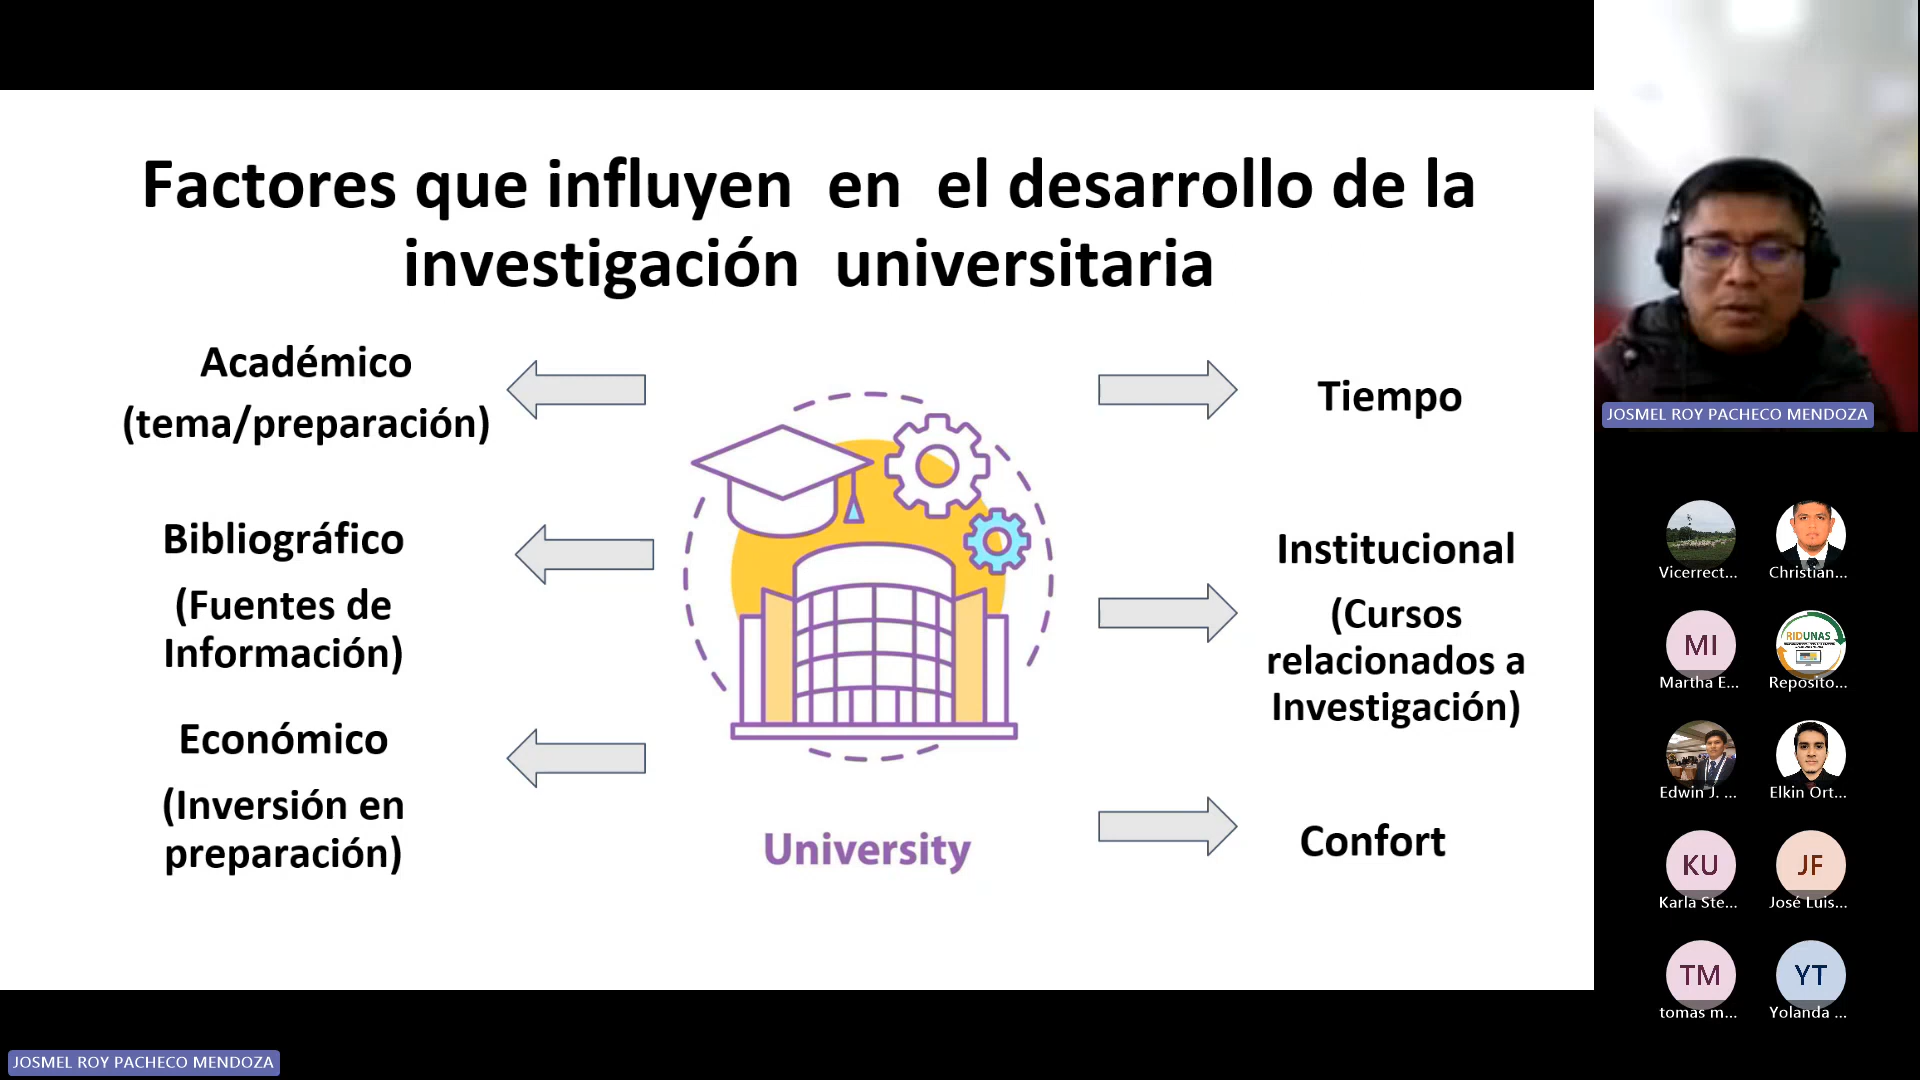 Factores que influyen en el desarrollo de la
investigación universitaria
Académico
(tema/preparación)
Bibliográfico
(Fuentes de
Información)
Económico
(Inversión en
preparación)
University
Tiempo
Institucional
(Cursos
relacionados a
Investigación)
Confort
JOSMEL ROY PACHECO MENDOZA
Vicerrect...
Christian...
MI
Martha E...
RIDUNAS
Reposito...
Edwin J. ...
Elkin Ort...
KU
Karla Ste...
JF
José Luis...
TM
tomas m...
YT
Yolanda ...
JOSMEL ROY PACHECO MENDOZA